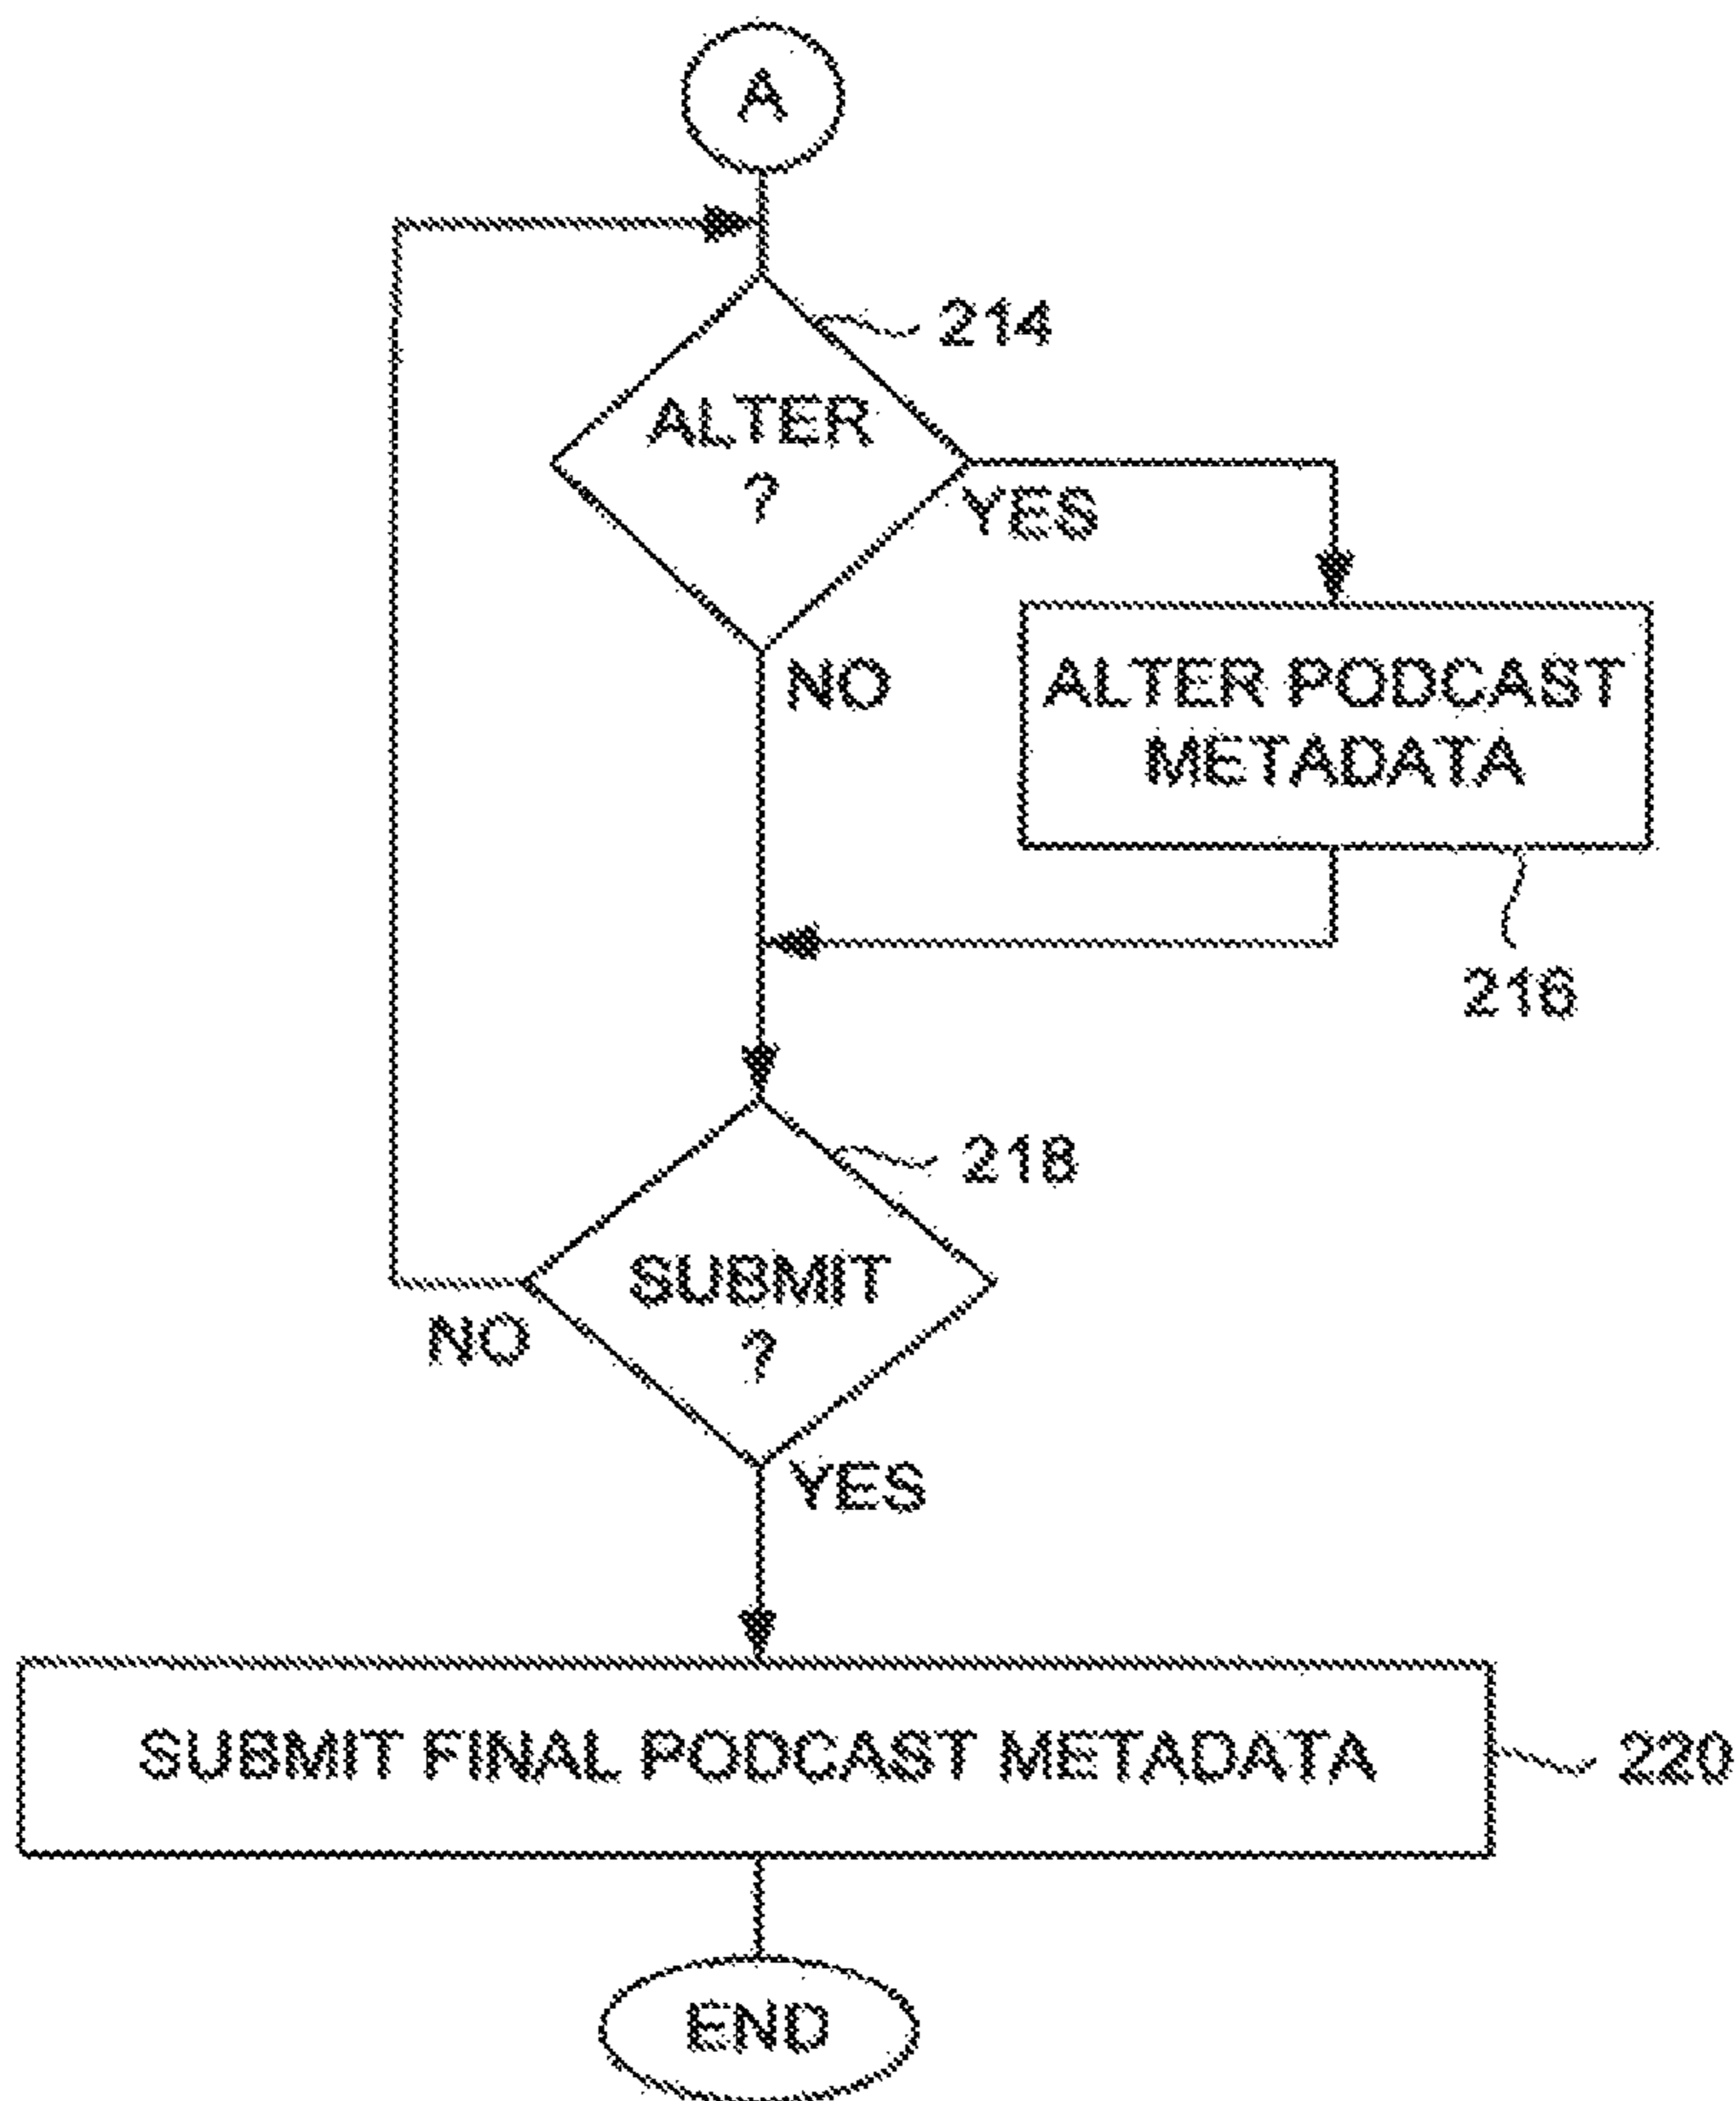 A
214
ALTER
?
YES
NO
ALTER PODCAST
METADATA
216
218
SUBMIT
?
NO
YES
SUBMIT FINAL PODCAST METADATA
220
END